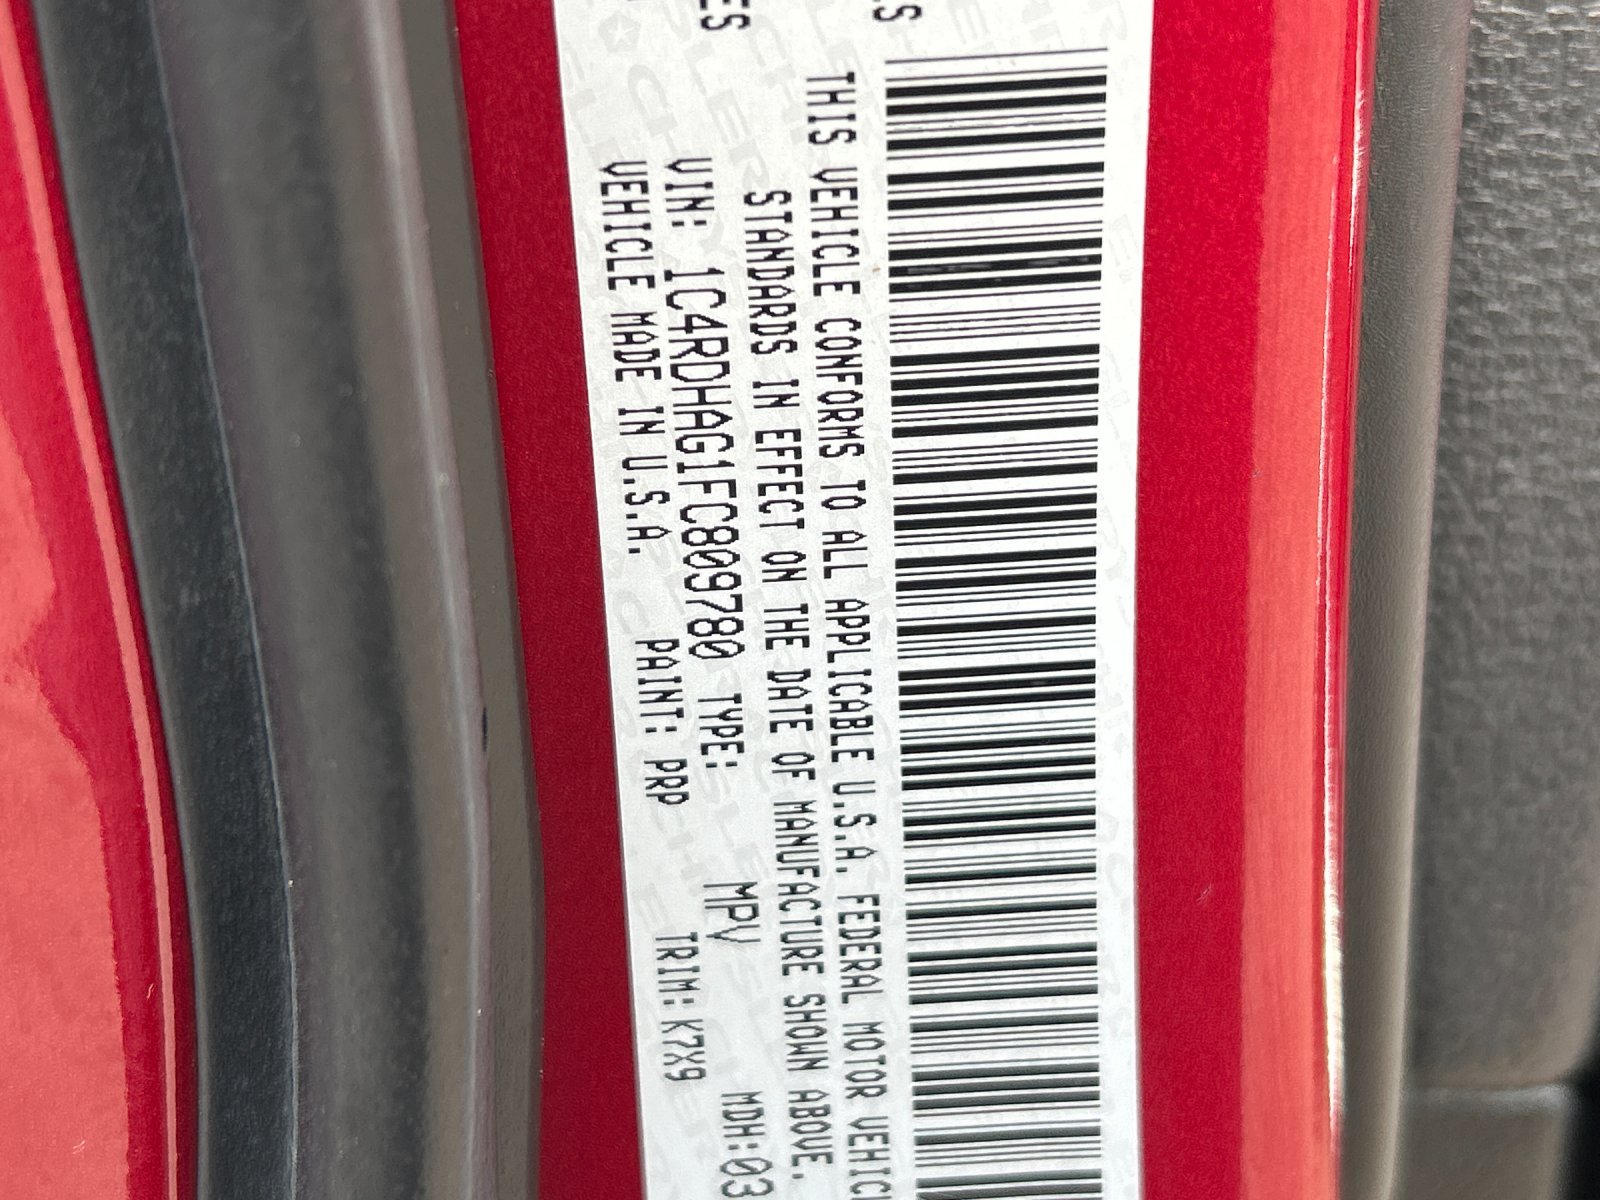 THIS VEHICLE CONFORMS TO ALL APPLICABLE U.S.A. FEDERAL MOTOR VEHIC
STANDARDS IN EFFECT ON THE DATE OF MANUFACTURE SHOWN ABOVE.
VIN: 1C4RDHAG1FC809780 TYPE: MPV MDH:03
VEHICLE MADE IN U.S.A. PAINT: PRP TRIM: K7X9